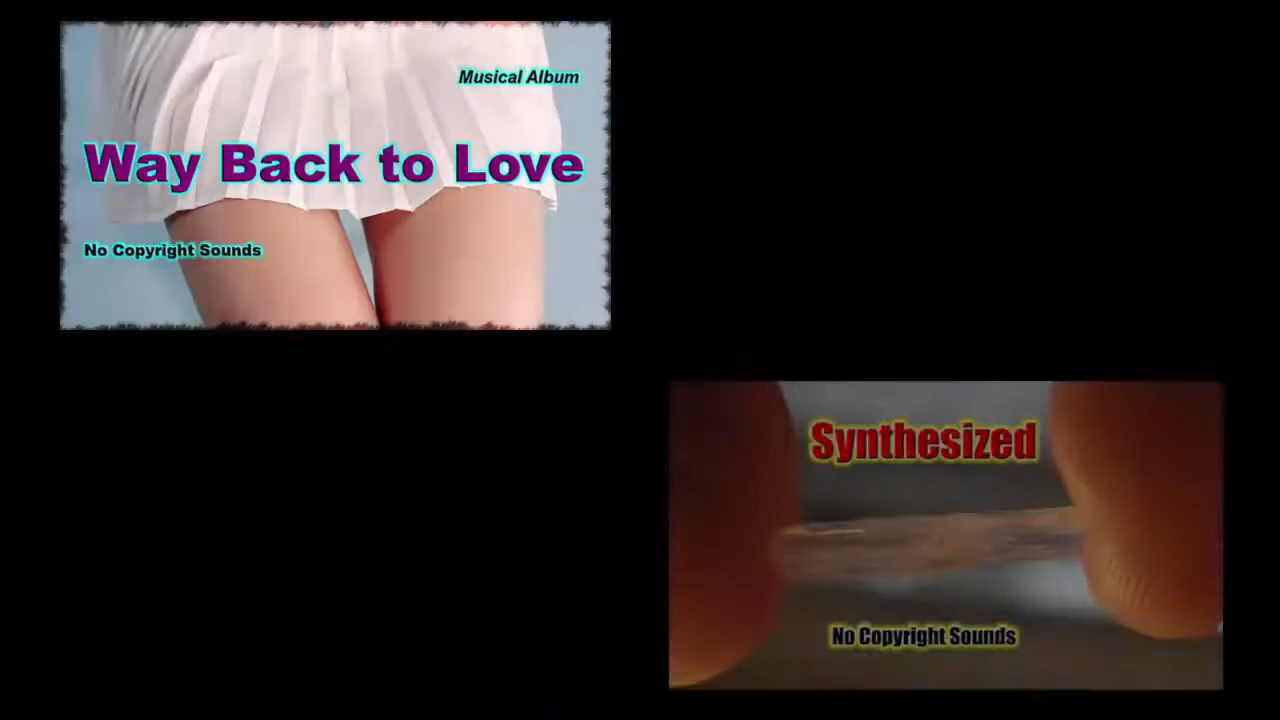 Musical Album
Way Back to Love
No Copyright Sounds
Synthesized
No Copyright Sounds